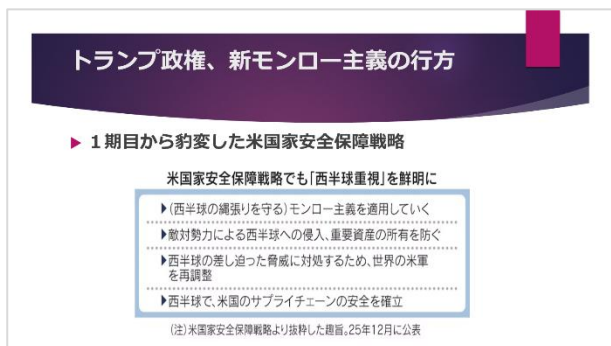 トランプ政権、新モンロー主義の行方
▶ 1期目から豹変した米国家安全保障戦略
米国家安全保障戦略でも「西半球重視」を鮮明に
▶(西半球の縄張りを守る)モンロー主義を適用していく
▶敵対勢力による西半球への侵入、重要資産の所有を防ぐ
▶西半球の差し迫った脅威に対処するため、世界の米軍
を再調整
▶西半球で、米国のサプライチェーンの安全を確立
(注)米国家安全保障戦略より抜粋した趣旨。25年12月に公表